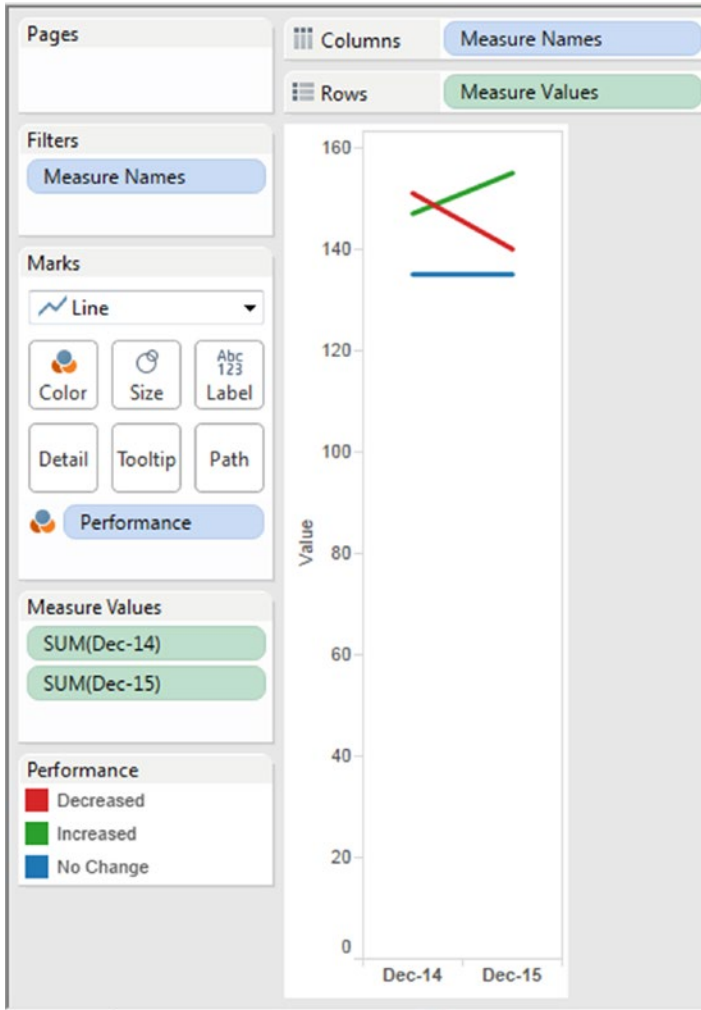 Pages
Columns
Measure Names
Rows
Measure Values
Filters
Measure Names
Marks
Line
Color
Size
Abc
123
Label
Detail
Tooltip
Path
Performance
Measure Values
SUM(Dec-14)
SUM(Dec-15)
Performance
Decreased
Increased
No Change
160
140
120
100
80
60
40
20
0
Value
Dec-14
Dec-15